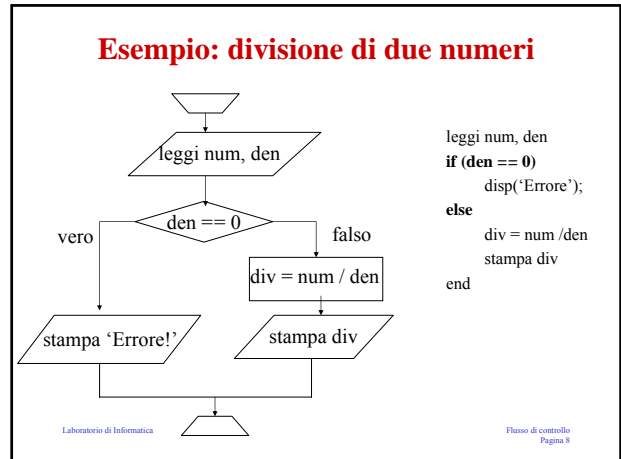 Esempio: divisione di due numeri
leggi num, den
den == 0
vero
falso
div = num / den
stampa ‘Errore!’
stampa div
leggi num, den
if (den == 0)
disp(‘Errore’);
else
div = num /den
stampa div
end
Laboratorio di Informatica
Flusso di controllo
Pagina 8